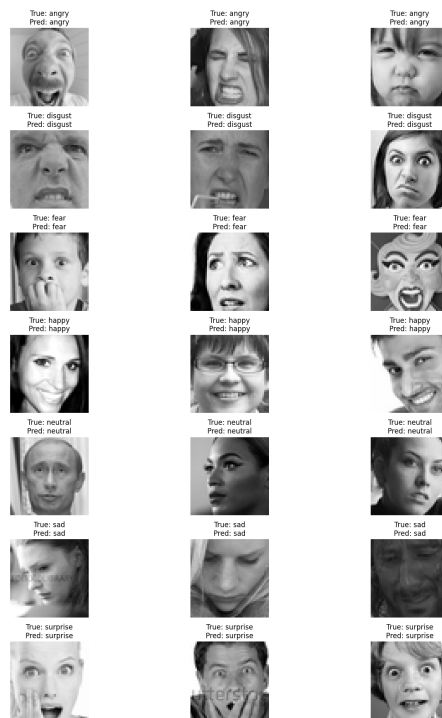 True: angry
Pred: angry
True: angry
Pred: angry
True: angry
Pred: angry
True: disgust
Pred: disgust
True: disgust
Pred: disgust
True: disgust
Pred: disgust
True: fear
Pred: fear
True: fear
Pred: fear
True: fear
Pred: fear
True: happy
Pred: happy
True: happy
Pred: happy
True: happy
Pred: happy
True: neutral
Pred: neutral
True: neutral
Pred: neutral
True: neutral
Pred: neutral
True: sad
Pred: sad
True: sad
Pred: sad
True: sad
Pred: sad
True: surprise
Pred: surprise
True: surprise
Pred: surprise
True: surprise
Pred: surprise